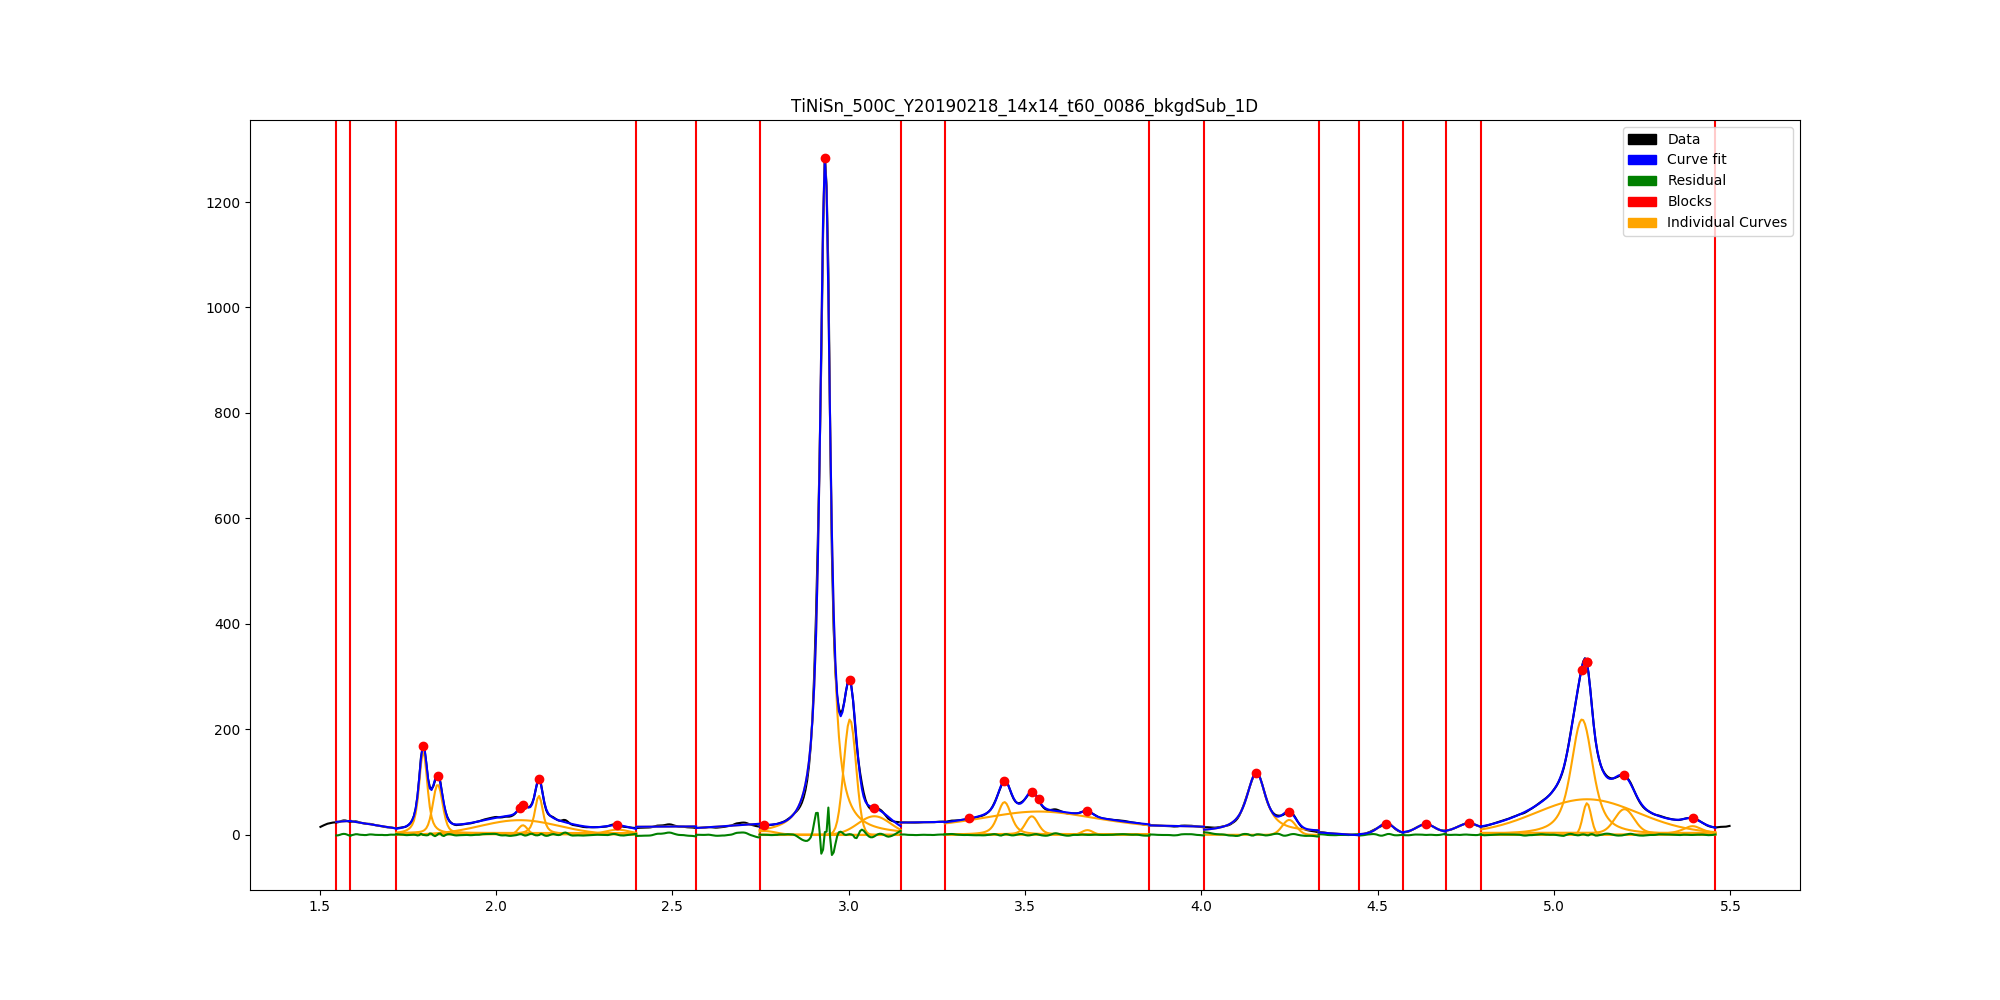 TiNiSn_500C_Y20190218_14x14_t60_0086_bkgdSub_1D
Data
Curve fit
Residual
Blocks
Individual Curves
1200
1000
800
600
400
200
0
1.5 2.0 2.5 3.0 3.5 4.0 4.5 5.0 5.5